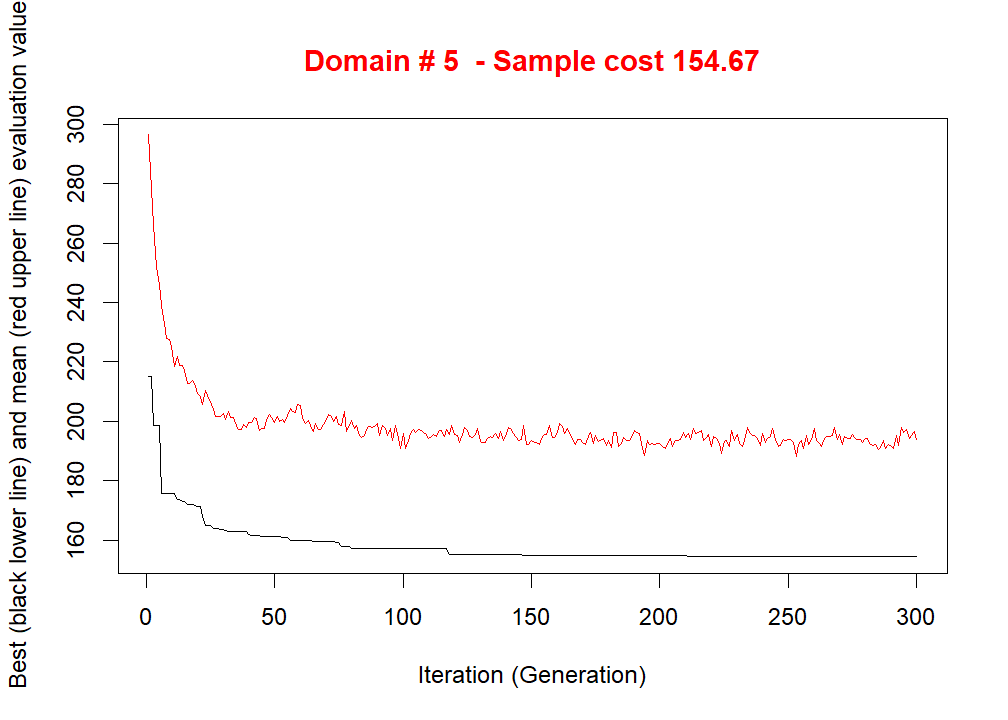 Domain # 5  - Sample cost 154.67
Best (black lower line) and mean (red upper line) evaluation value
300
280
260
240
220
200
180
160
0 50 100 150 200 250 300
Iteration (Generation)